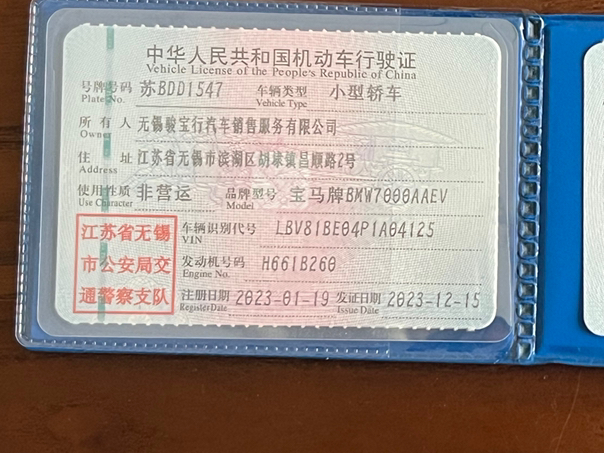 中华人民共和国机动车行驶证
Vehicle License of the People's Republic of China
号牌号码 苏BDD1547 车辆类型 小型轿车
Plate No. Vehicle Type
所有人 无锡骏宝行汽车销售服务有限公司
Owner
住址 江苏省无锡市滨湖区胡埭镇昌顺路2号
Address
使用性质 非营运 品牌型号 宝马牌BMW7000AAEV
Use Character Model
江苏省无锡
市公安局交
通警察支队
车辆识别代号 LBV81BE04P1A04125
VIN
发动机号码 H661B260
Engine No.
注册日期 2023-01-19 发证日期 2023-12-15
Register Date Issue Date